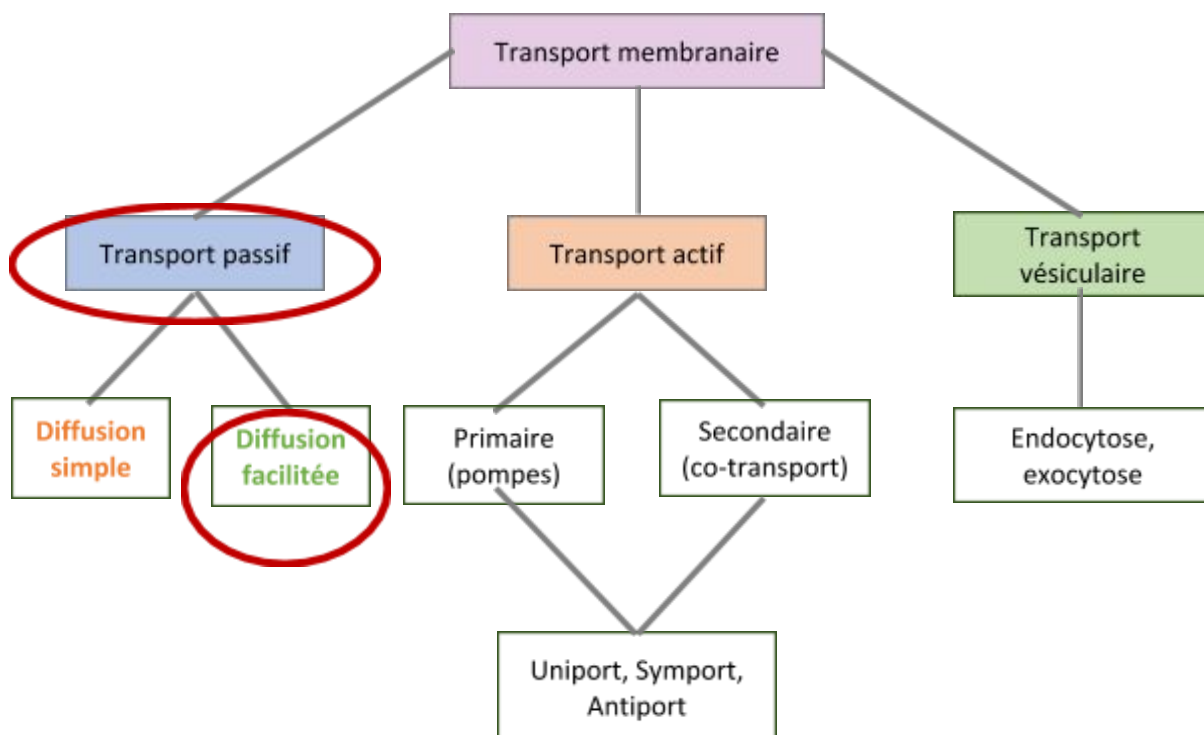 Transport membranaire
Transport passif
Transport actif
Transport
vésiculaire
Diffusion
simple
Diffusion
facilitée
Primaire
(pompes)
Secondaire
(co-transport)
Endocytose,
exocytose
Uniport, Symport,
Antiport